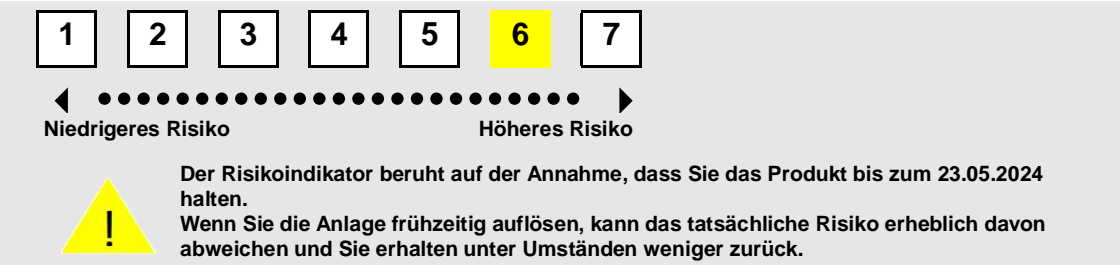 1 2 3 4 5 6 7
Niedrigeres Risiko Höheres Risiko
Der Risikoindikator beruht auf der Annahme, dass Sie das Produkt bis zum 23.05.2024
halten.
Wenn Sie die Anlage frühzeitig auflösen, kann das tatsächliche Risiko erheblich davon
abweichen und Sie erhalten unter Umständen weniger zurück.
!